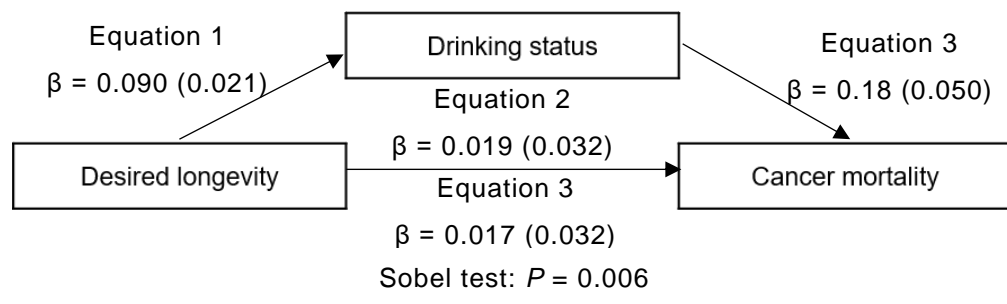 Equation 1
β = 0.090 (0.021)
Drinking status
Equation 3
β = 0.18 (0.050)
Equation 2
β = 0.019 (0.032)
Desired longevity
Cancer mortality
Equation 3
β = 0.017 (0.032)
Sobel test: P = 0.006